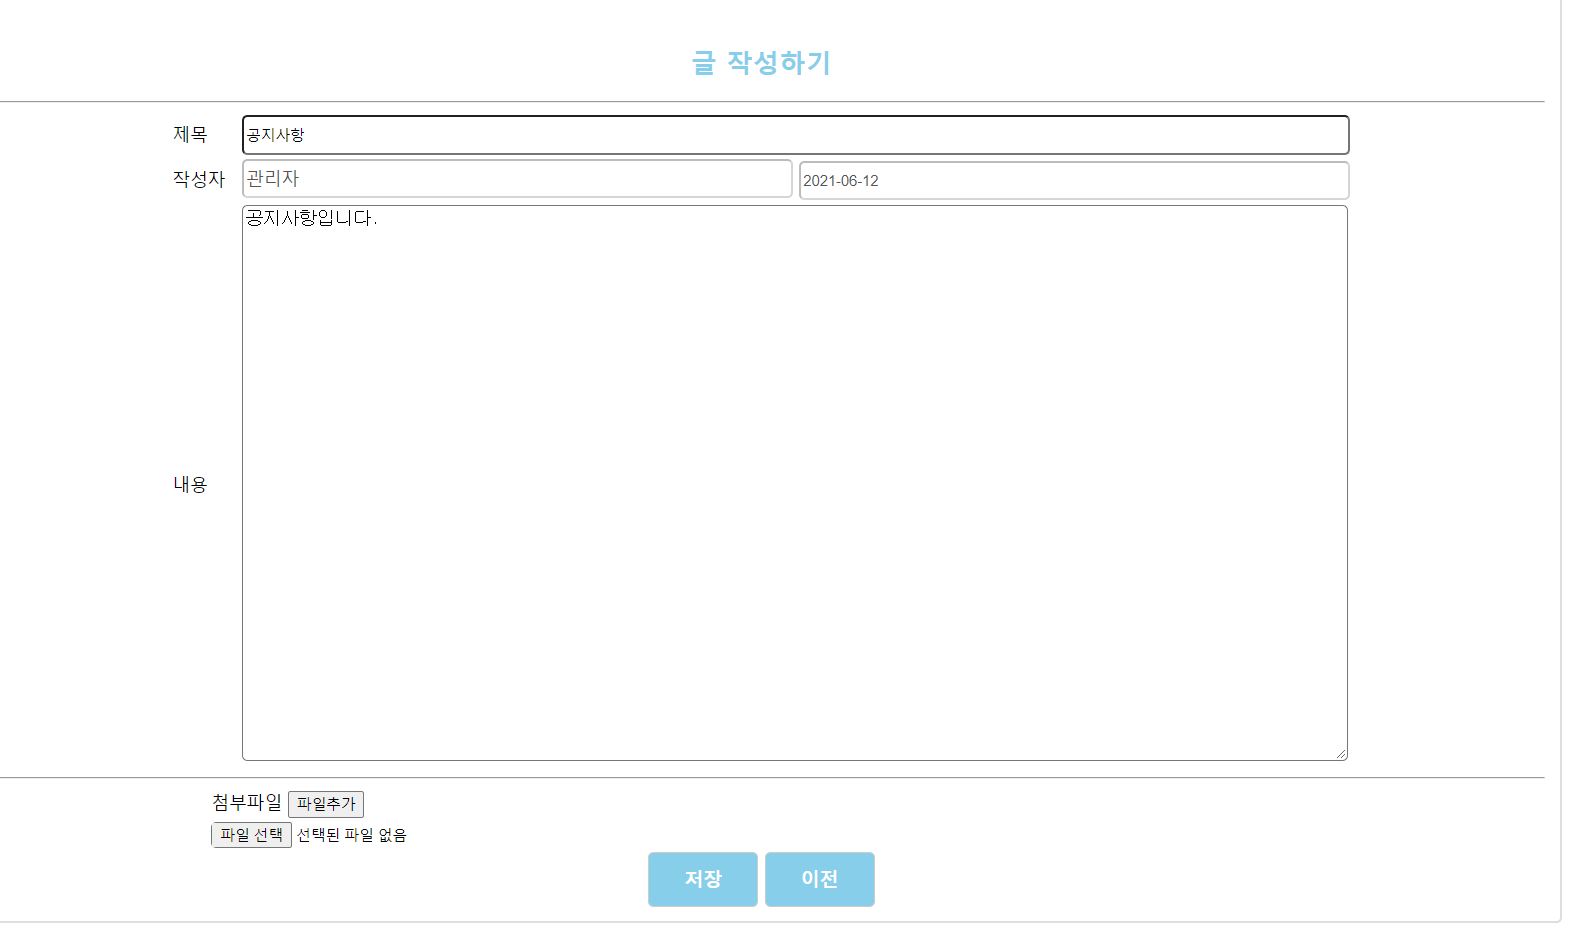 글 작성하기
제목 공지사항
작성자 관리자 2021-06-12
공지사항입니다.
내용
첨부파일 파일추가
파일 선택 선택된 파일 없음
저장 이전